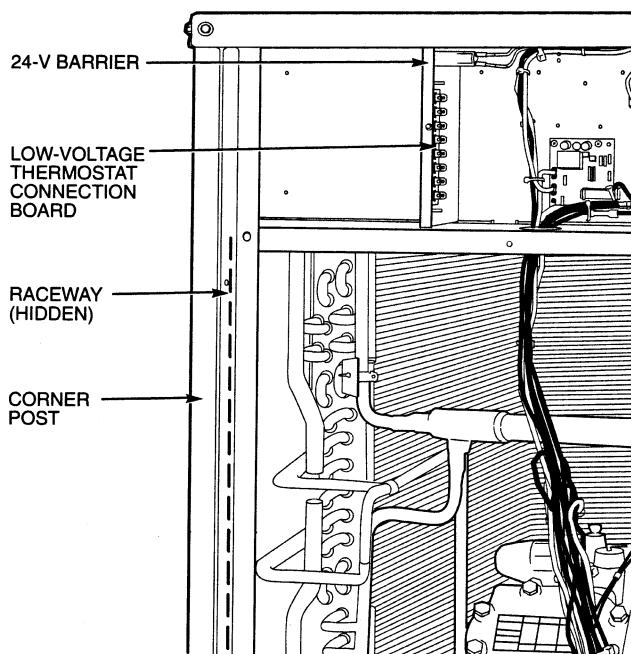 24-V BARRIER
LOW-VOLTAGE
THERMOSTAT
CONNECTION
BOARD
RACEWAY
(HIDDEN)
CORNER
POST